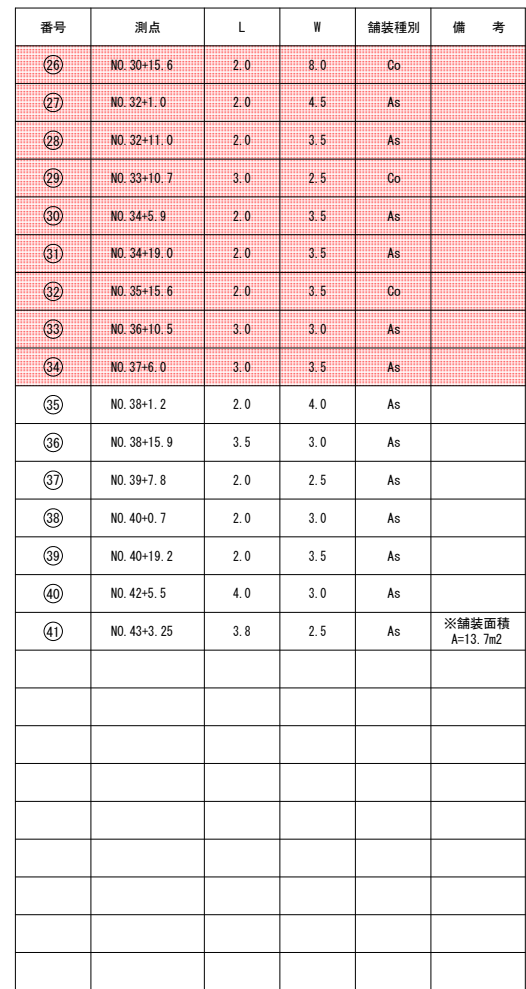 番号 測点 L W 舗装種別 備 考
㉖ NO.30+15.6 2.0 8.0 Co
㉗ NO.32+1.0 2.0 4.5 As
㉘ NO.32+11.0 2.0 3.5 As
㉙ NO.33+10.7 3.0 2.5 Co
㉚ NO.34+5.9 2.0 3.5 As
㉛ NO.34+19.0 2.0 3.5 As
㉜ NO.35+15.6 2.0 3.5 Co
㉝ NO.36+10.5 3.0 3.0 As
㉞ NO.37+6.0 3.0 3.5 As
㉟ NO.38+1.2 2.0 4.0 As
㊱ NO.38+15.9 3.5 3.0 As
㊲ NO.39+7.8 2.0 2.5 As
㊳ NO.40+0.7 2.0 3.0 As
㊴ NO.40+19.2 2.0 3.5 As
㊵ NO.42+5.5 4.0 3.0 As
㊶ NO.43+3.25 3.8 2.5 As ※舗装面積
A=13.7m2